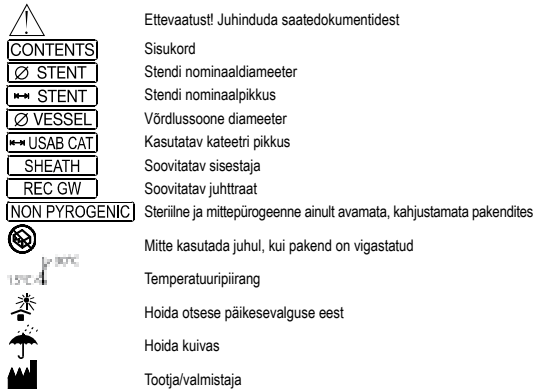 Ettevaatust! Juhinduda saatedokumentidest
CONTENTS Sisukord
Ø STENT Stendi nominaaldiameeter
STENT Stendi nominaalpikkus
Ø VESSEL Võrdlussoone diameeter
USAB CAT Kasutatav kateetri pikkus
SHEATH Soovitatav sisestaja
REC GW Soovitatav juhttraat
NON PYROGENIC Steriilne ja mittepürogeenne ainult avamata, kahjustamata pakendites
Mitte kasutada juhul, kui pakend on vigastatud
Temperatuuripiirang
Hoida otsese päikesevalguse eest
Hoida kuivas
Tootja/valmistaja